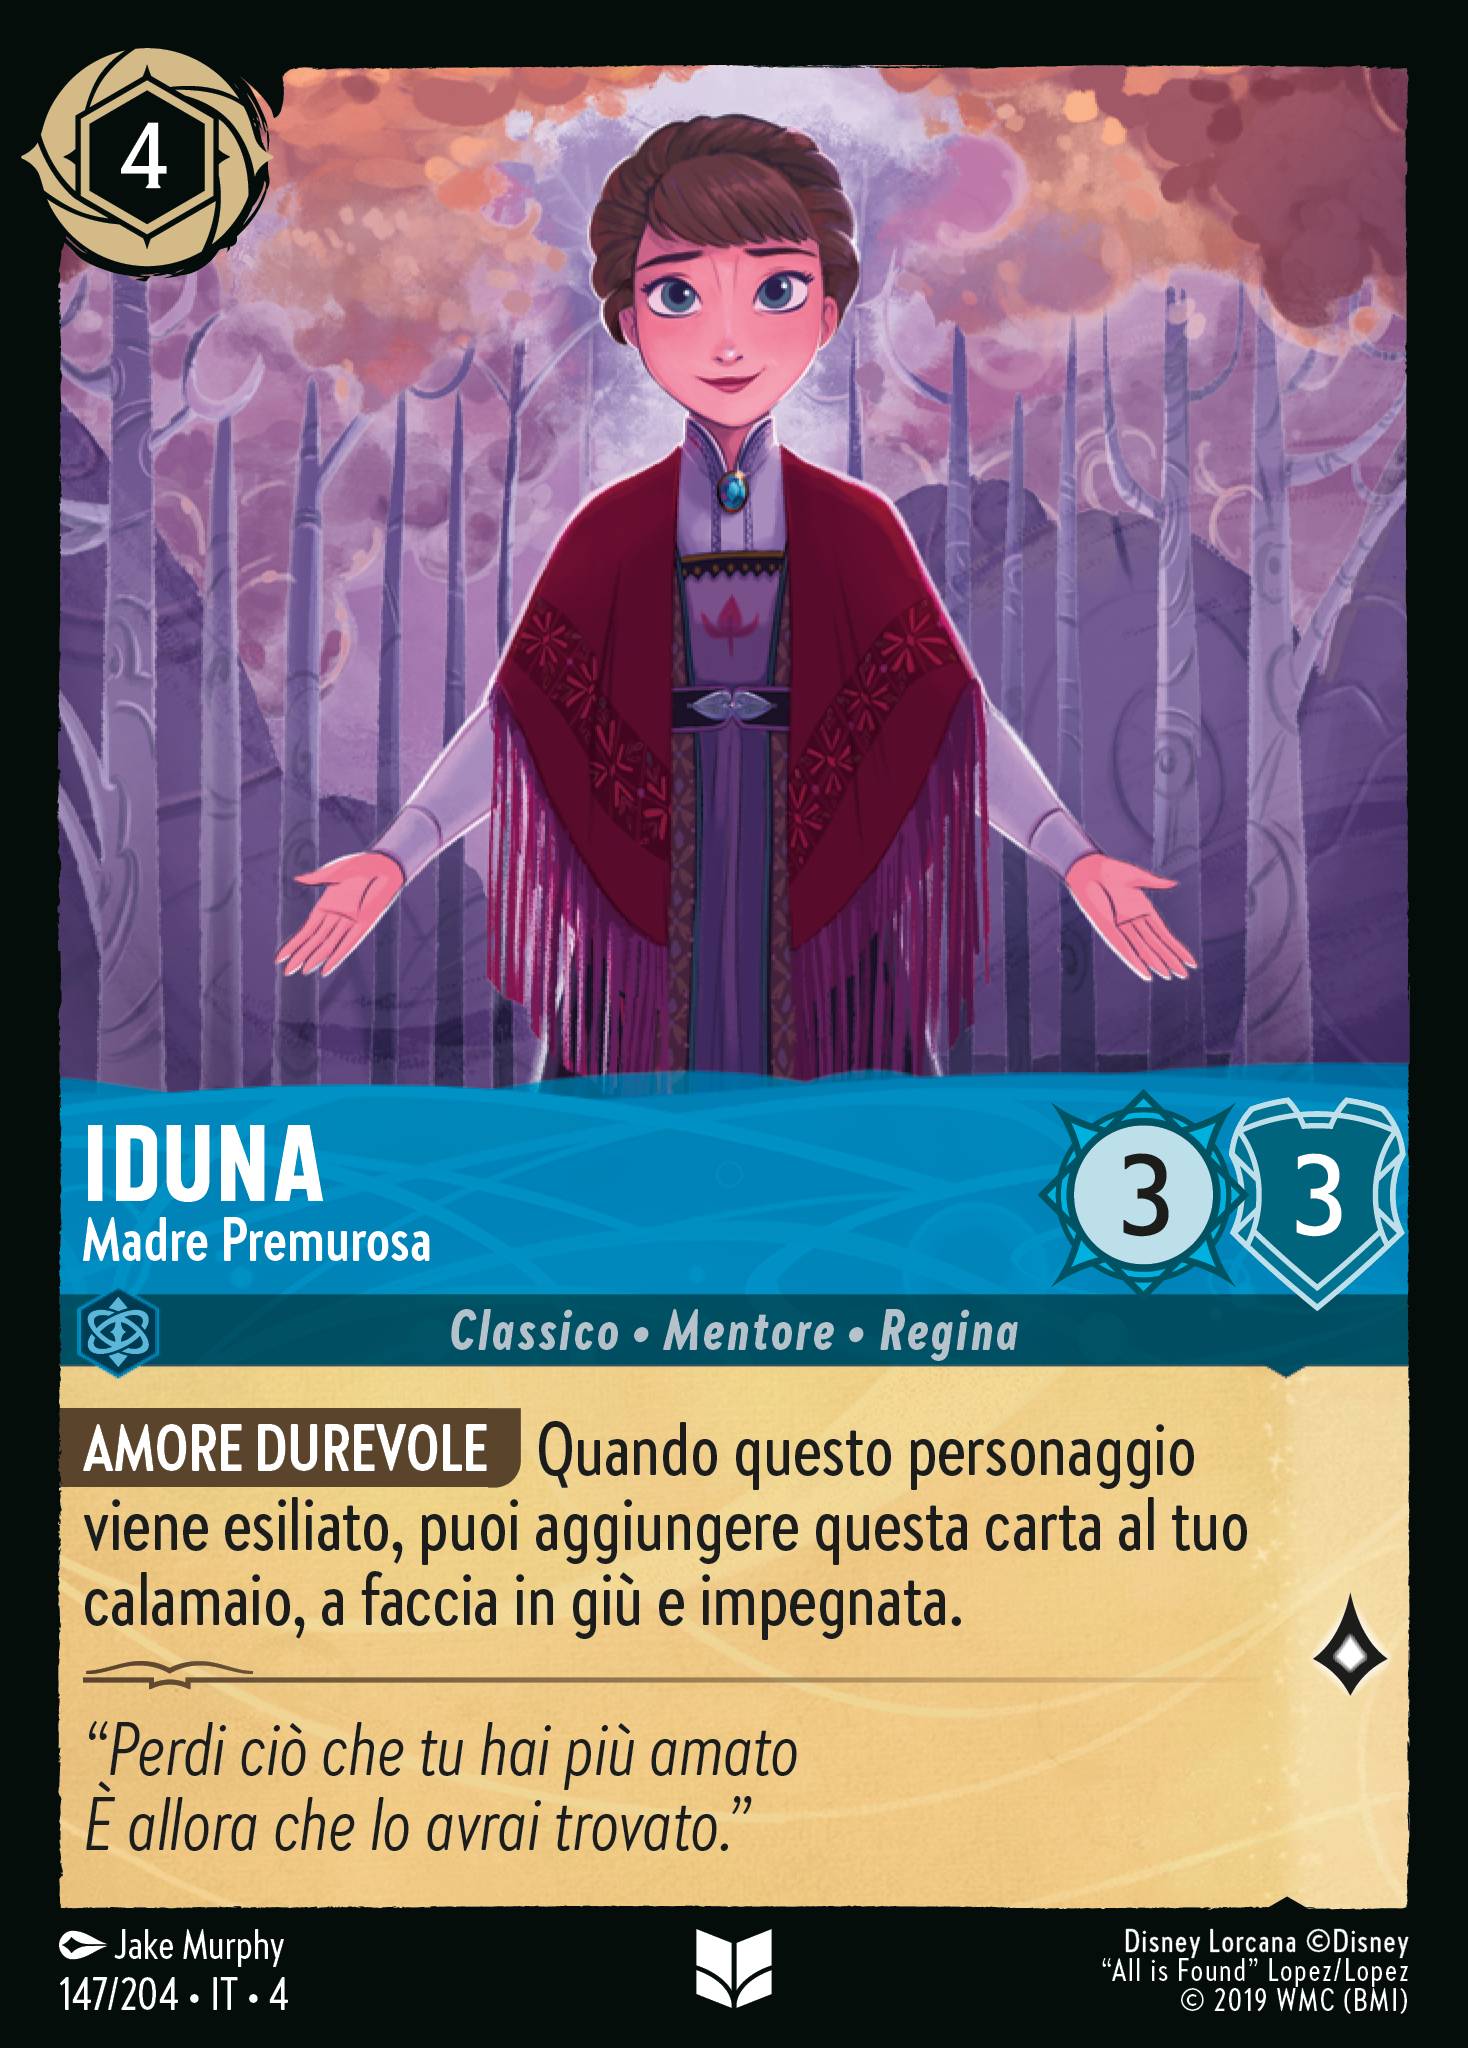 4
IDUNA
Madre Premurosa
3 3
Classico • Mentore • Regina
AMORE DUREVOLE Quando questo personaggio
viene esiliato, puoi aggiungere questa carta al tuo
calamaio, a faccia in giù e impegnata.
“Perdi ciò che tu hai più amato
È allora che lo avrai trovato.”
Jake Murphy
147/204 • IT • 4
Disney Lorcana ©Disney
“All is Found” Lopez/Lopez
© 2019 WMC (BMI)